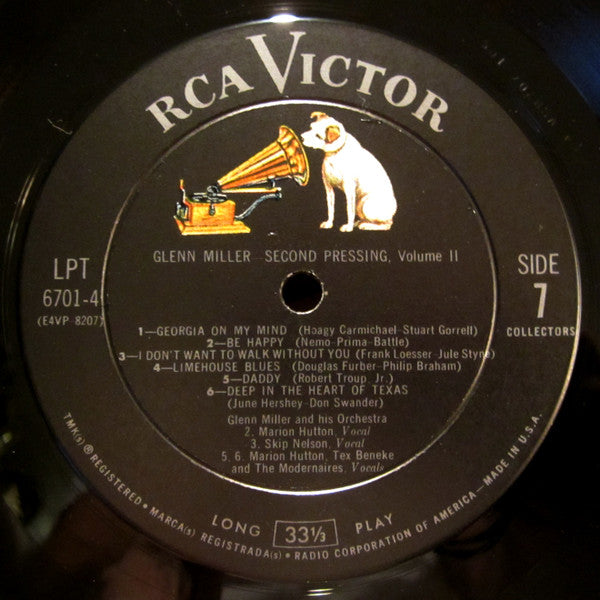 RCA VICTOR
GLENN MILLER—SECOND PRESSING, Volume II
LPT
6701-4
(E4VP-8207)
SIDE
7
COLLECTORS
1—GEORGIA ON MY MIND (Hoagy Carmichael-Stuart Gorrell)
2—BE HAPPY (Nemo-Prima-Battle)
3—I DON'T WANT TO WALK WITHOUT YOU (Frank Loesser-Jule Styne)
4—LIMEHOUSE BLUES (Douglas Furber-Philip Braham)
5—DADDY (Robert Troup, Jr.)
6—DEEP IN THE HEART OF TEXAS
(June Hershey-Don Swander)
Glenn Miller and his Orchestra
2. Marion Hutton, Vocal
3. Skip Nelson, Vocal
5. 6. Marion Hutton, Tex Beneke
and The Modernaires, Vocals
LONG 33⅓ PLAY
TMK(s) ® REGISTERED • MARCA(s) REGISTRADA(s) • RADIO CORPORATION OF AMERICA—MADE IN U.S.A.